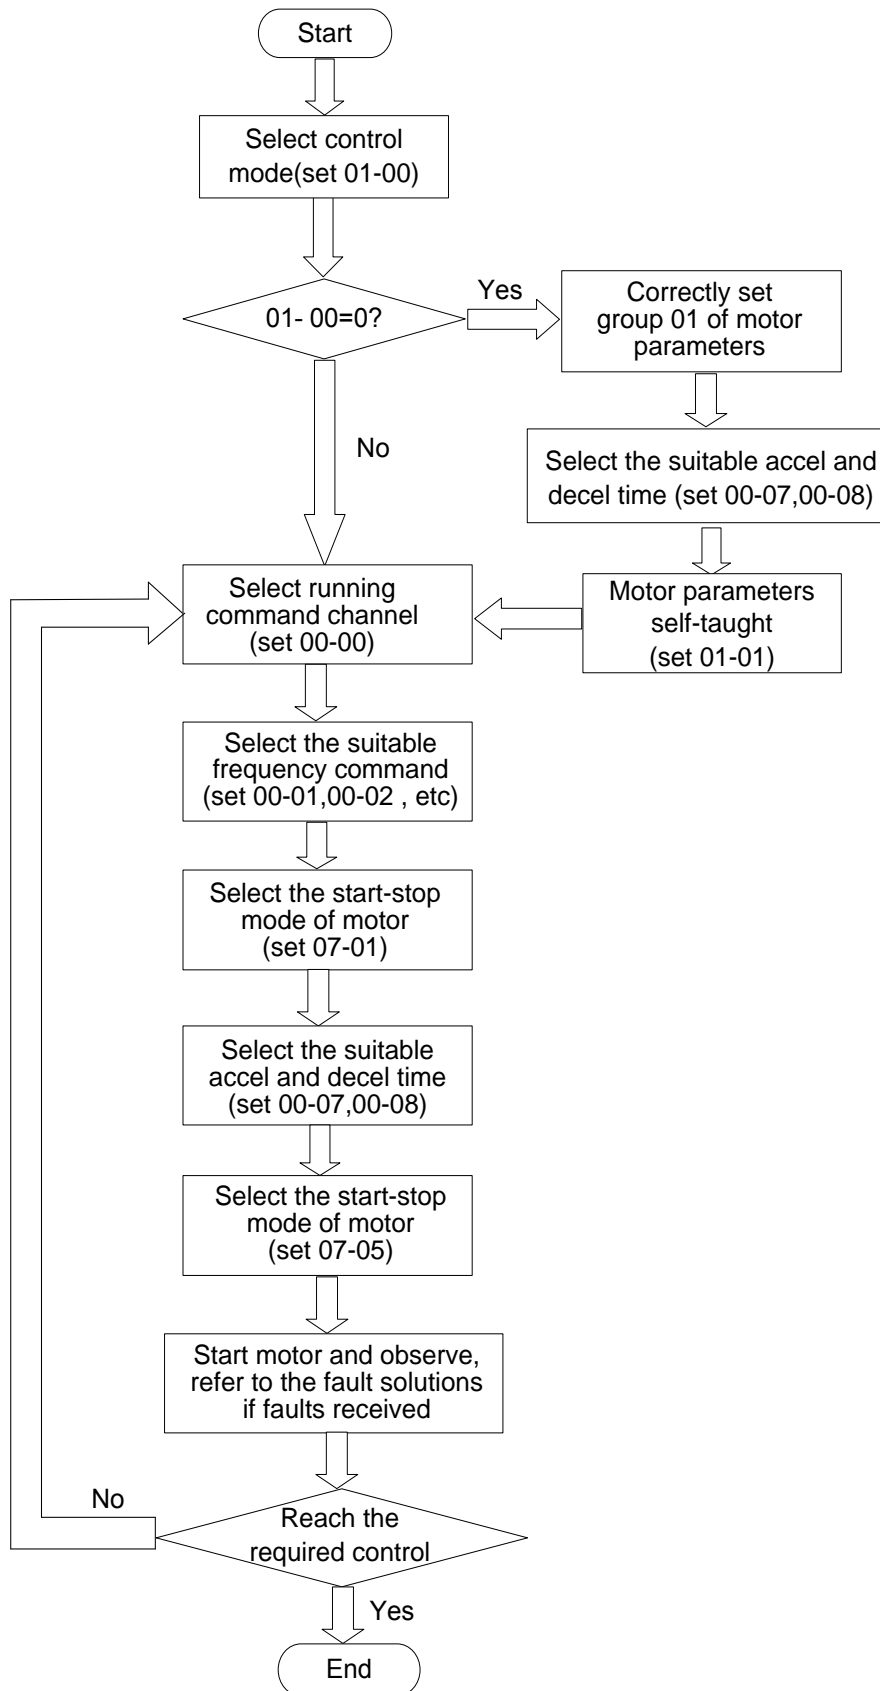 Start
Select control
mode(set 01-00)
01- 00=0?
Yes
Correctly set
group 01 of motor
parameters
No
Select the suitable accel and
decel time (set 00-07,00-08)
Motor parameters
self-taught
(set 01-01)
Select running
command channel
(set 00-00)
Select the suitable
frequency command
(set 00-01,00-02 , etc)
Select the start-stop
mode of motor
(set 07-01)
Select the suitable
accel and decel time
(set 00-07,00-08)
Select the start-stop
mode of motor
(set 07-05)
Start motor and observe,
refer to the fault solutions
if faults received
No
Reach the
required control
Yes
End